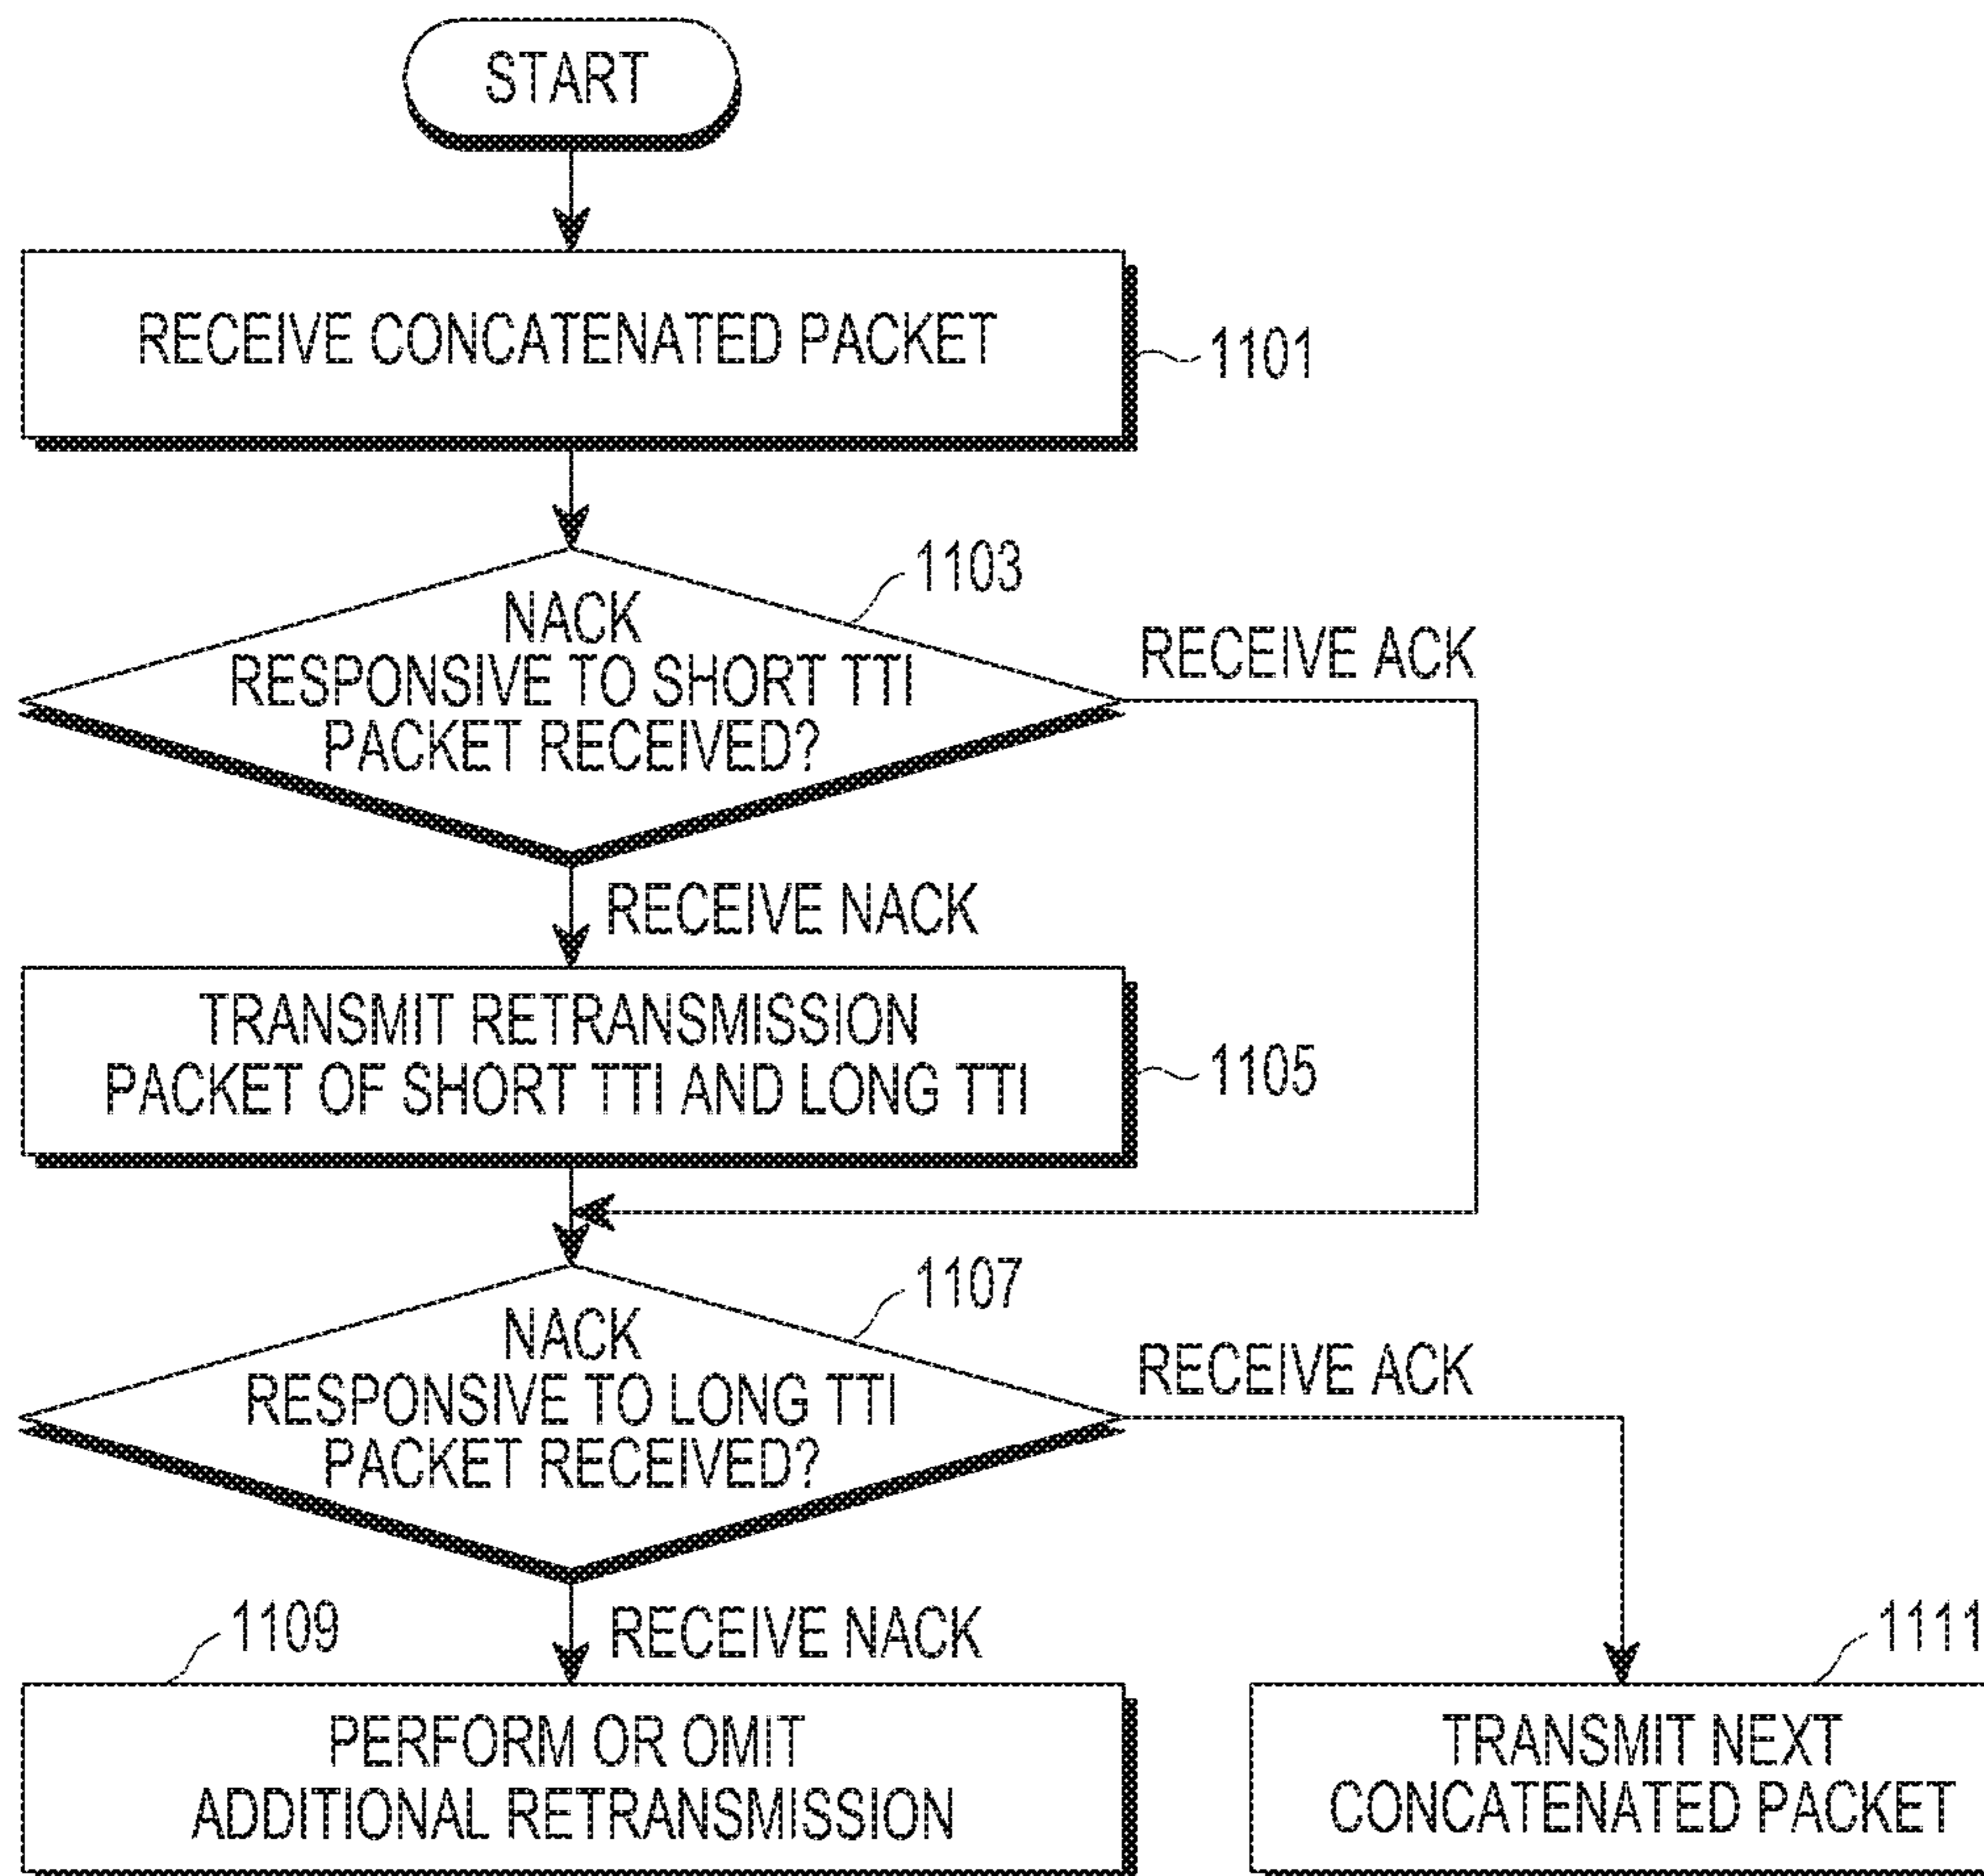 START
RECEIVE CONCATENATED PACKET
1101
1103
NACK
RESPONSIVE TO SHORT TTI
PACKET RECEIVED?
RECEIVE ACK
RECEIVE NACK
TRANSMIT RETRANSMISSION
PACKET OF SHORT TTI AND LONG TTI
1105
1107
NACK
RESPONSIVE TO LONG TTI
PACKET RECEIVED?
RECEIVE ACK
RECEIVE NACK
1109
PERFORM OR OMIT
ADDITIONAL RETRANSMISSION
1111
TRANSMIT NEXT
CONCATENATED PACKET